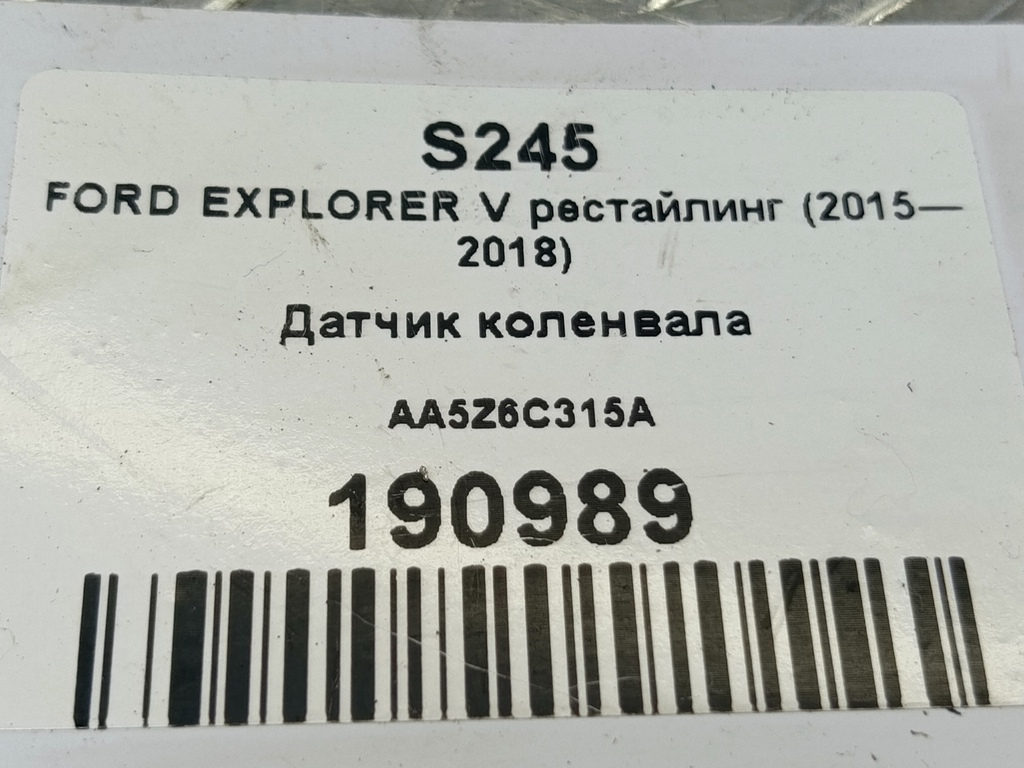 S245
FORD EXPLORER V рестайлинг (2015—
2018)
Датчик коленвала
AA5Z6C315A
190989